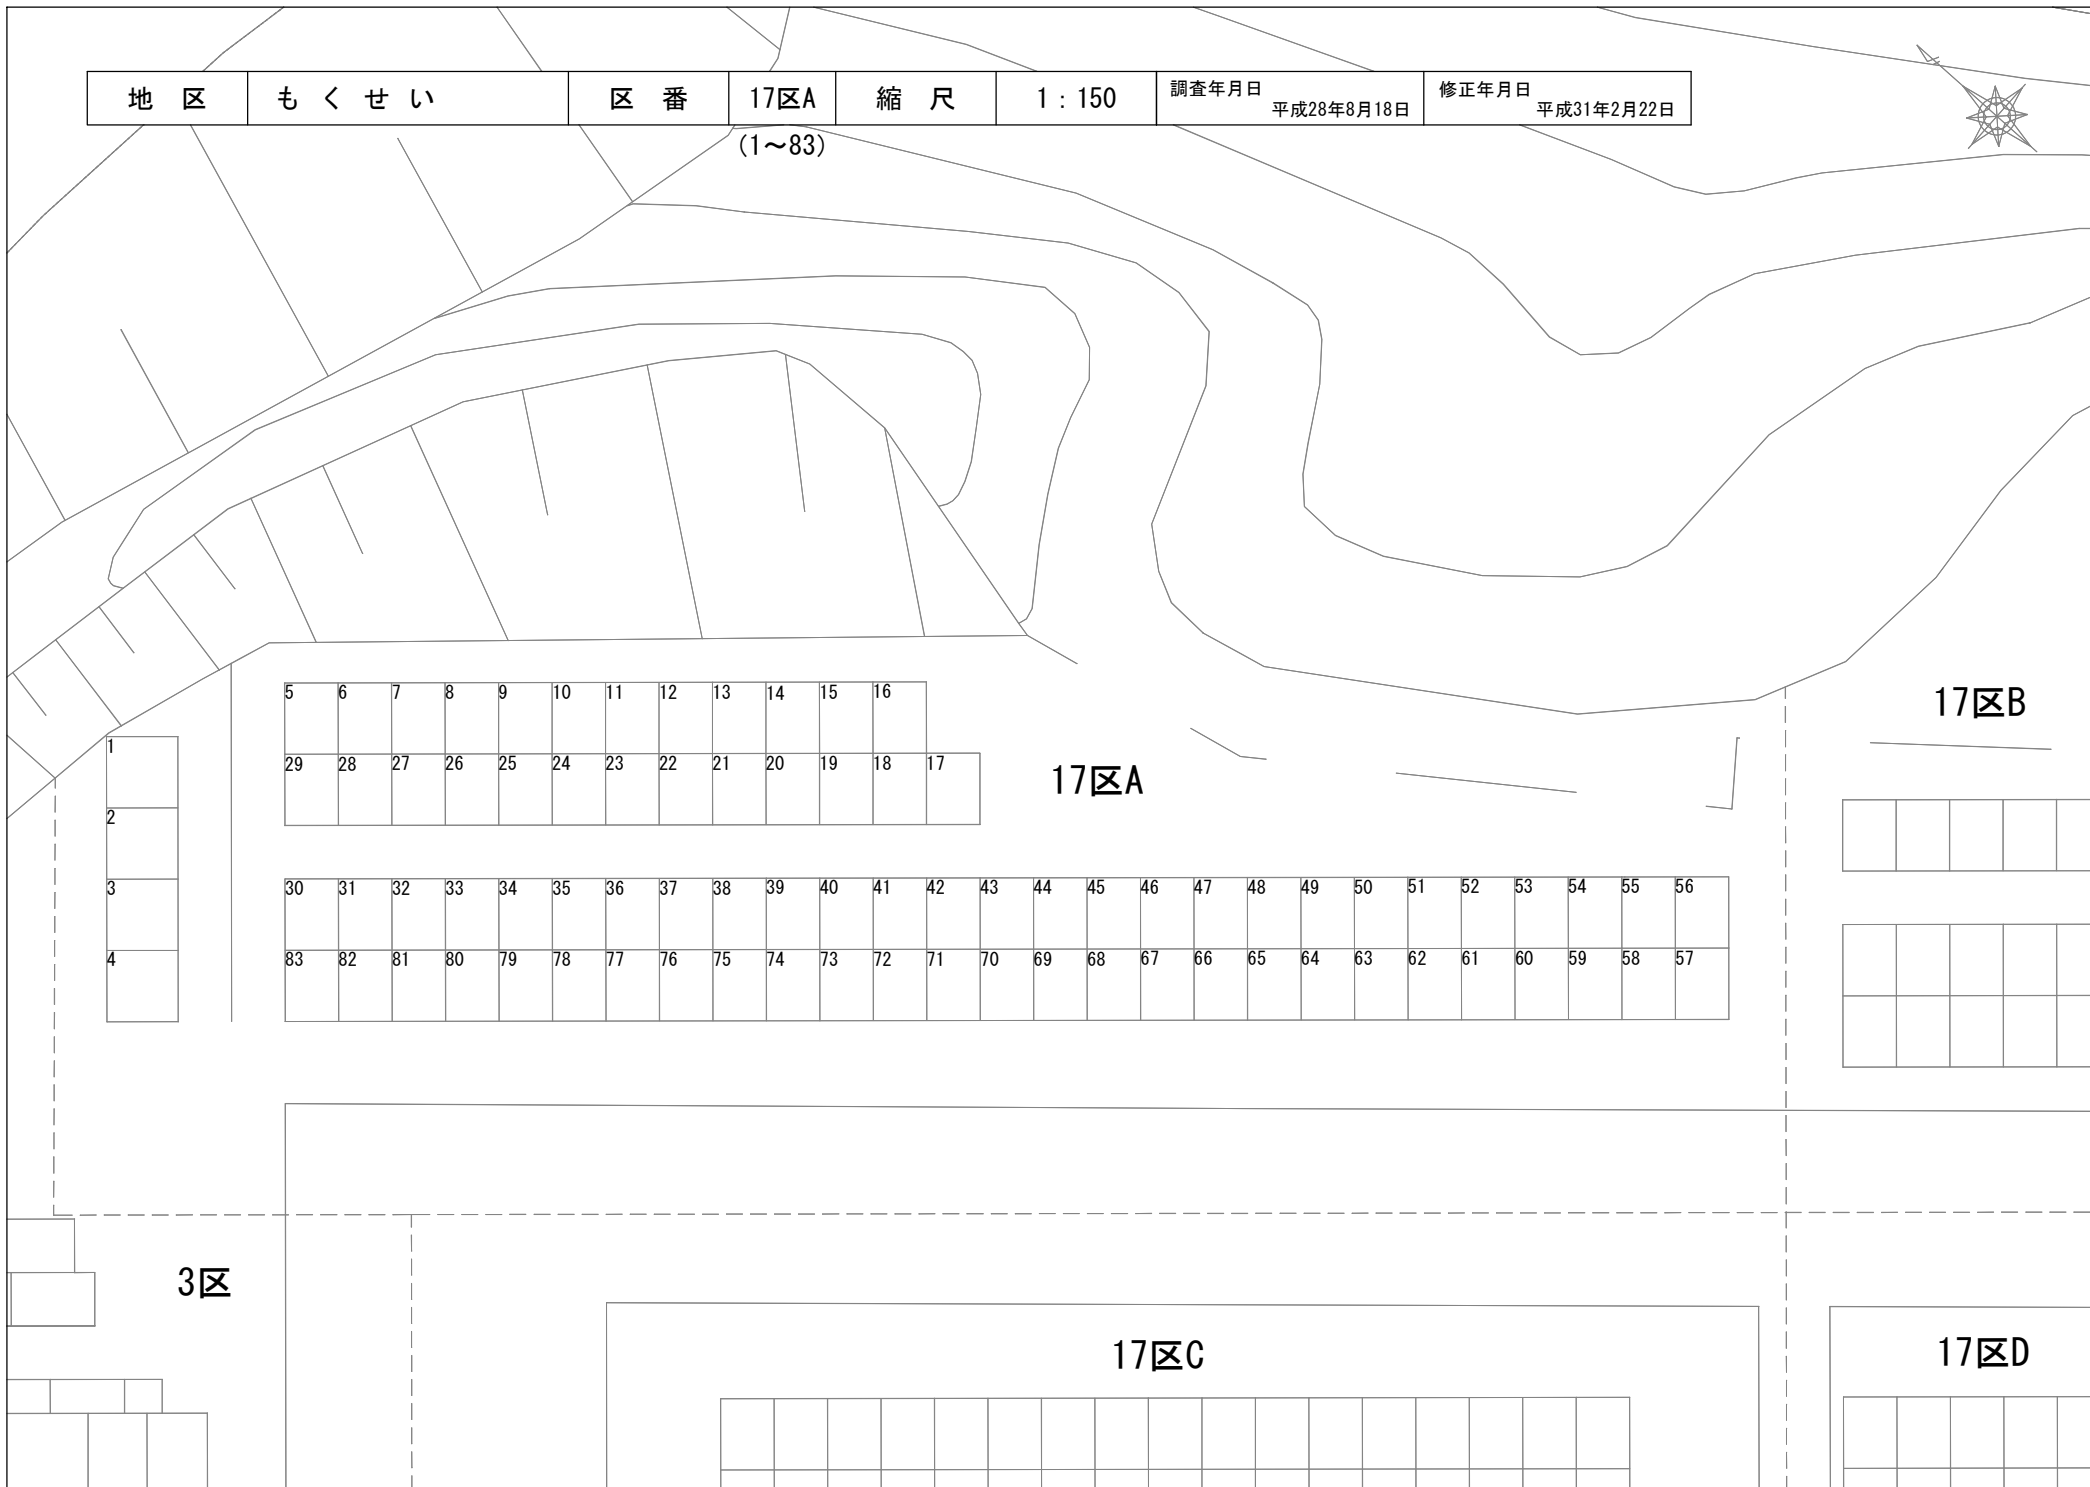 地 区 も く せ い 区 番 17区A 縮 尺 1：150 調査年月日 平成28年8月18日 修正年月日 平成31年2月22日
(1～83)
17区B
5 6 7 8 9 10 11 12 13 14 15 16
1
29 28 27 26 25 24 23 22 21 20 19 18 17
17区A
2
3
30 31 32 33 34 35 36 37 38 39 40 41 42 43 44 45 46 47 48 49 50 51 52 53 54 55 56
4
83 82 81 80 79 78 77 76 75 74 73 72 71 70 69 68 67 66 65 64 63 62 61 60 59 58 57
3区
17区C
17区D